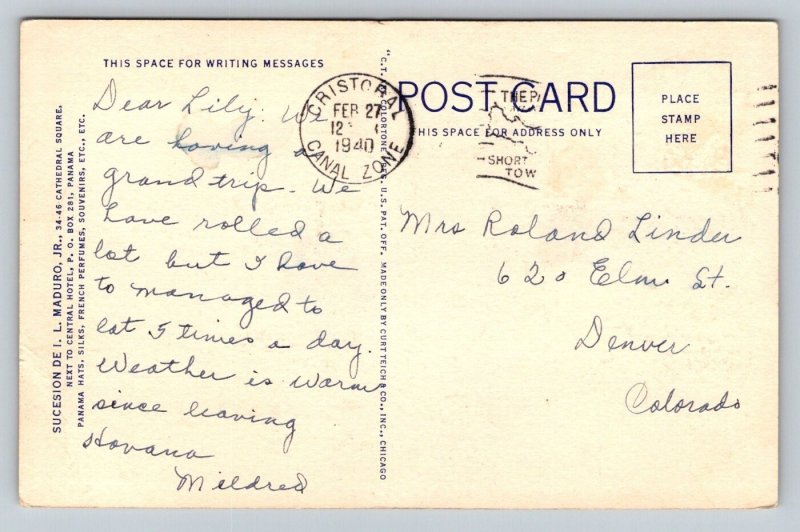 THIS SPACE FOR WRITING MESSAGES
Dear Lily: We
are having a
grand trip. We
have rolled a
lot but I have
to managed to
eat 5 times a day.
Weather is warm
since leaving
Havana
Mildred
SUCESION DE I. L. MADURO, JR., 34-46 CATHEDRAL SQUARE,
NEXT TO CENTRAL HOTEL, P. O. BOX 281, PANAMA
PANAMA HATS, SILKS, FRENCH PERFUMES, SOUVENIRS, ETC., ETC.
CRISTOBAL
FEB 27
12
1940
CANAL ZONE
"C.T. COLORTONE" REG. U.S. PAT. OFF. MADE ONLY BY CURT TEICH & CO., INC., CHICAGO
POST CARD
THIS SPACE FOR ADDRESS ONLY
THE
SHORT
PLACE
STAMP
HERE
Mrs Roland Linder
620 Elm St.
Denver
Colorado